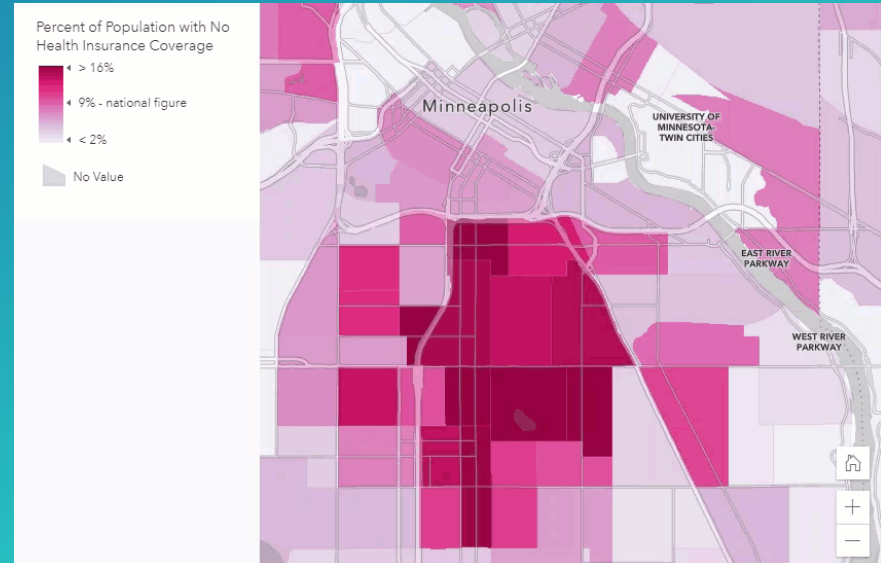 Percent of Population with No
Health Insurance Coverage
> 16%
9% - national figure
< 2%
No Value
Minneapolis
UNIVERSITY OF
MINNESOTA-
TWIN CITIES
EAST RIVER
PARKWAY
WEST RIVER
PARKWAY
+
−